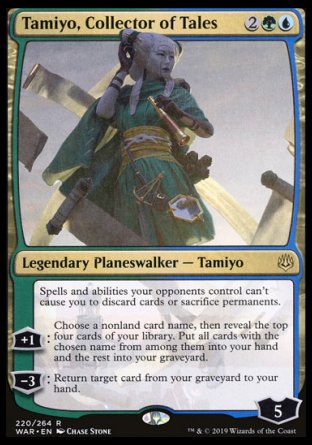 Tamiyo, Collector of Tales 2
Legendary Planeswalker — Tamiyo
Spells and abilities your opponents control can't
cause you to discard cards or sacrifice permanents.
Choose a nonland card name, then reveal the top
four cards of your library. Put all cards with the
+1 : chosen name from among them into your hand
and the rest into your graveyard.
-3 : Return target card from your graveyard to your
hand.
5
220/264 R
WAR • EN Chase Stone
™ & © 2019 Wizards of the Coast